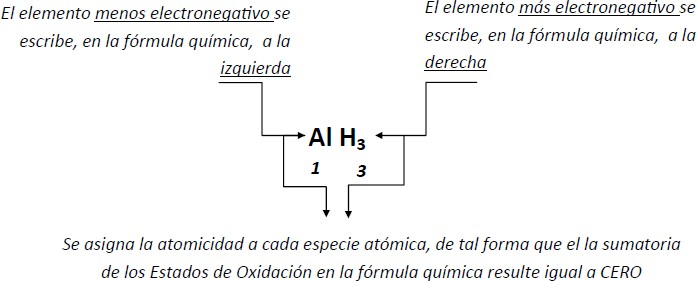 El elemento menos electronegativo se
escribe, en la fórmula química, a la
izquierda
El elemento más electronegativo se
escribe, en la fórmula química, a la
derecha
Al H₃
1 3
Se asigna la atomicidad a cada especie atómica, de tal forma que el la sumatoria
de los Estados de Oxidación en la fórmula química resulte igual a CERO